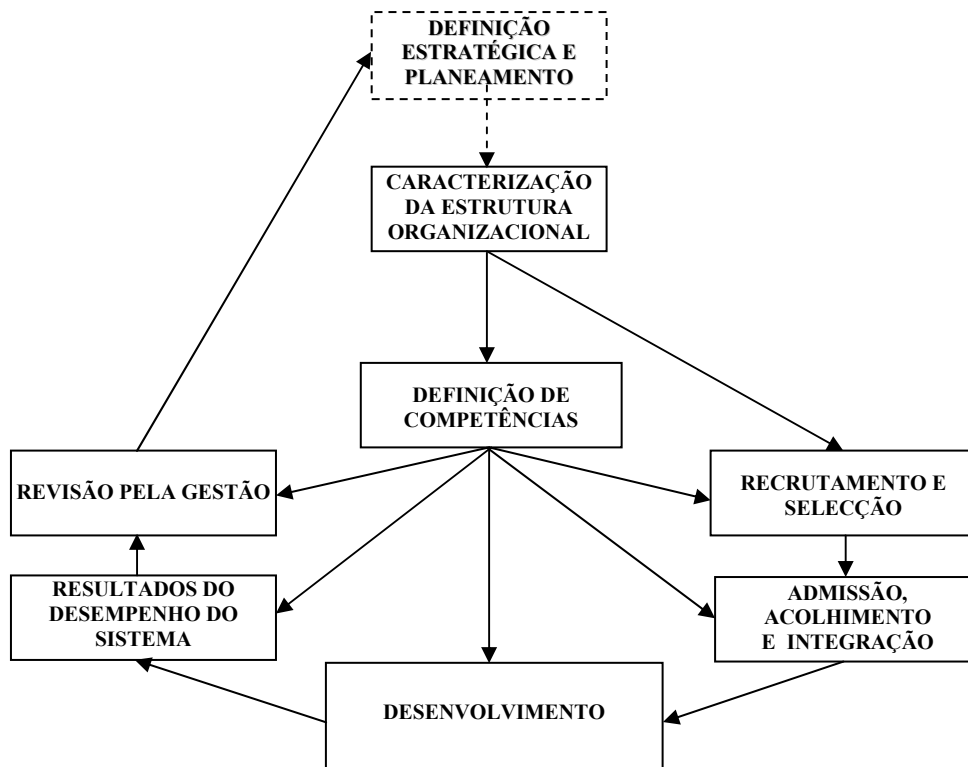 DEFINIÇÃO
ESTRATÉGICA E
PLANEAMENTO
CARACTERIZAÇÃO
DA ESTRUTURA
ORGANIZACIONAL
DEFINIÇÃO DE
COMPETÊNCIAS
REVISÃO PELA GESTÃO
RECRUTAMENTO E
SELECÇÃO
RESULTADOS DO
DESEMPENHO DO
SISTEMA
ADMISSÃO,
ACOLHIMENTO
E INTEGRAÇÃO
DESENVOLVIMENTO